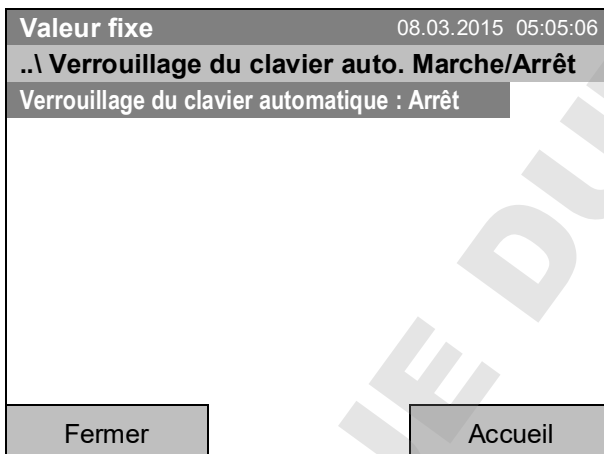 Valeur fixe 08.03.2015 05:05:06
..\ Verrouillage du clavier auto. Marche/Arrêt
Verrouillage du clavier automatique : Arrêt
Fermer Accueil